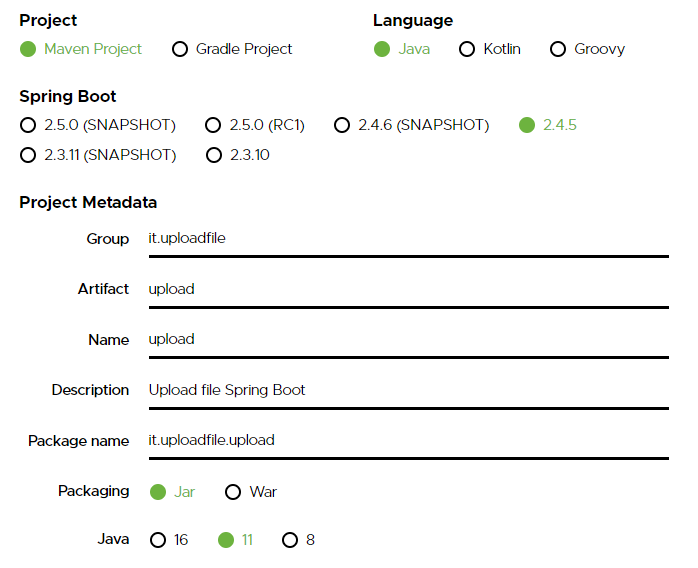 Project Language
Maven Project Gradle Project Java Kotlin Groovy
Spring Boot
2.5.0 (SNAPSHOT) 2.5.0 (RC1) 2.4.6 (SNAPSHOT) 2.4.5
2.3.11 (SNAPSHOT) 2.3.10
Project Metadata
Group it.uploadfile
Artifact upload
Name upload
Description Upload file Spring Boot
Package name it.uploadfile.upload
Packaging Jar War
Java 16 11 8